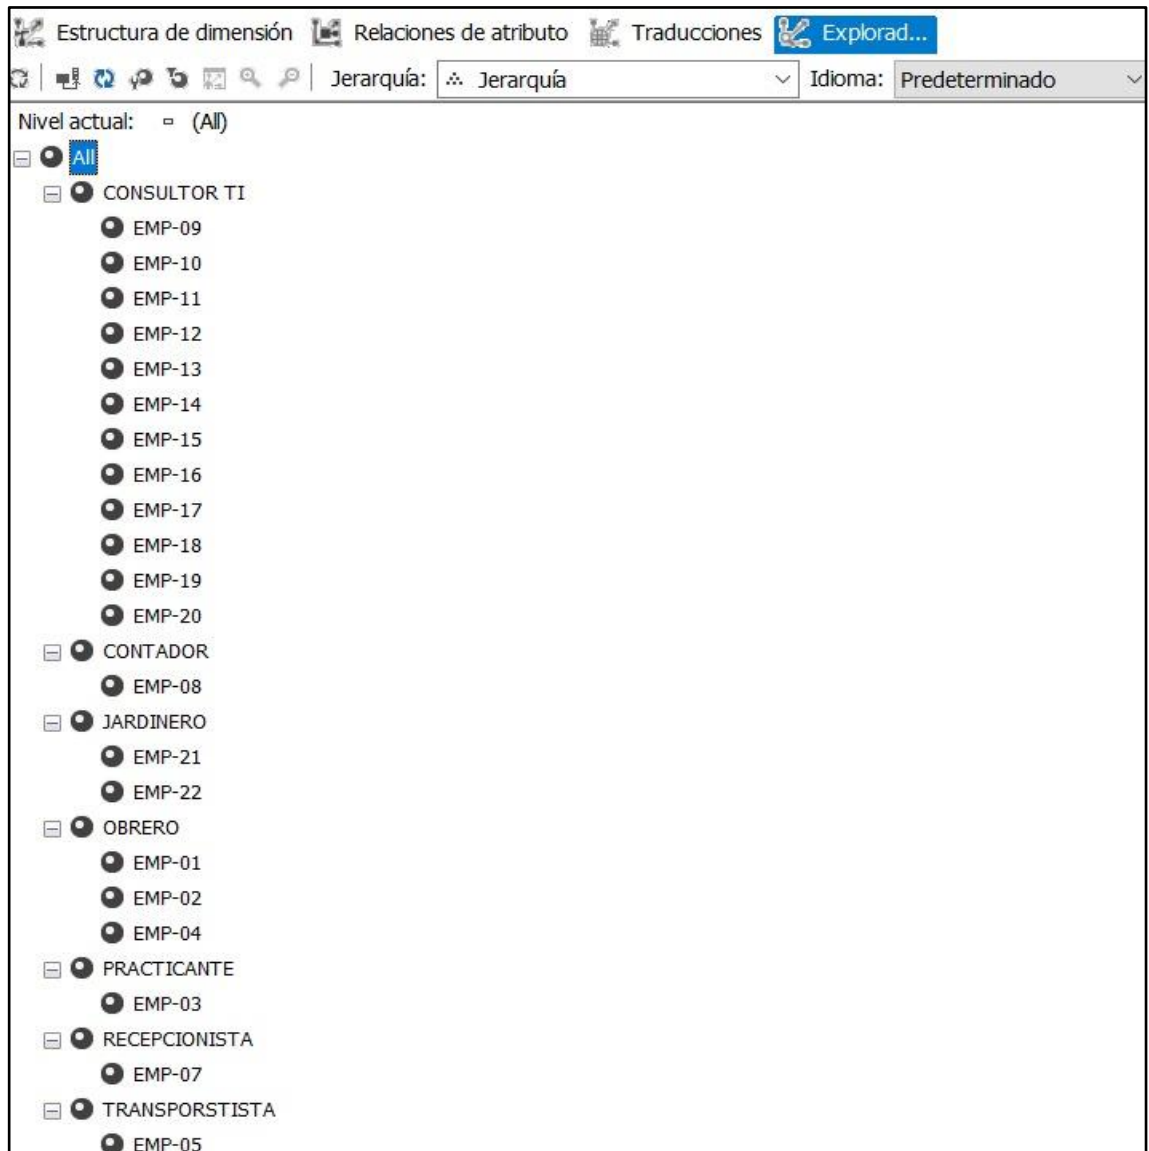 Estructura de dimensión Relaciones de atributo Traducciones Explorad...
Jerarquía: Jerarquía Idioma: Predeterminado
Nivel actual: (All)
All
CONSULTOR TI
EMP-09
EMP-10
EMP-11
EMP-12
EMP-13
EMP-14
EMP-15
EMP-16
EMP-17
EMP-18
EMP-19
EMP-20
CONTADOR
EMP-08
JARDINERO
EMP-21
EMP-22
OBRERO
EMP-01
EMP-02
EMP-04
PRACTICANTE
EMP-03
RECEPCIONISTA
EMP-07
TRANSPORSTISTA
EMP-05